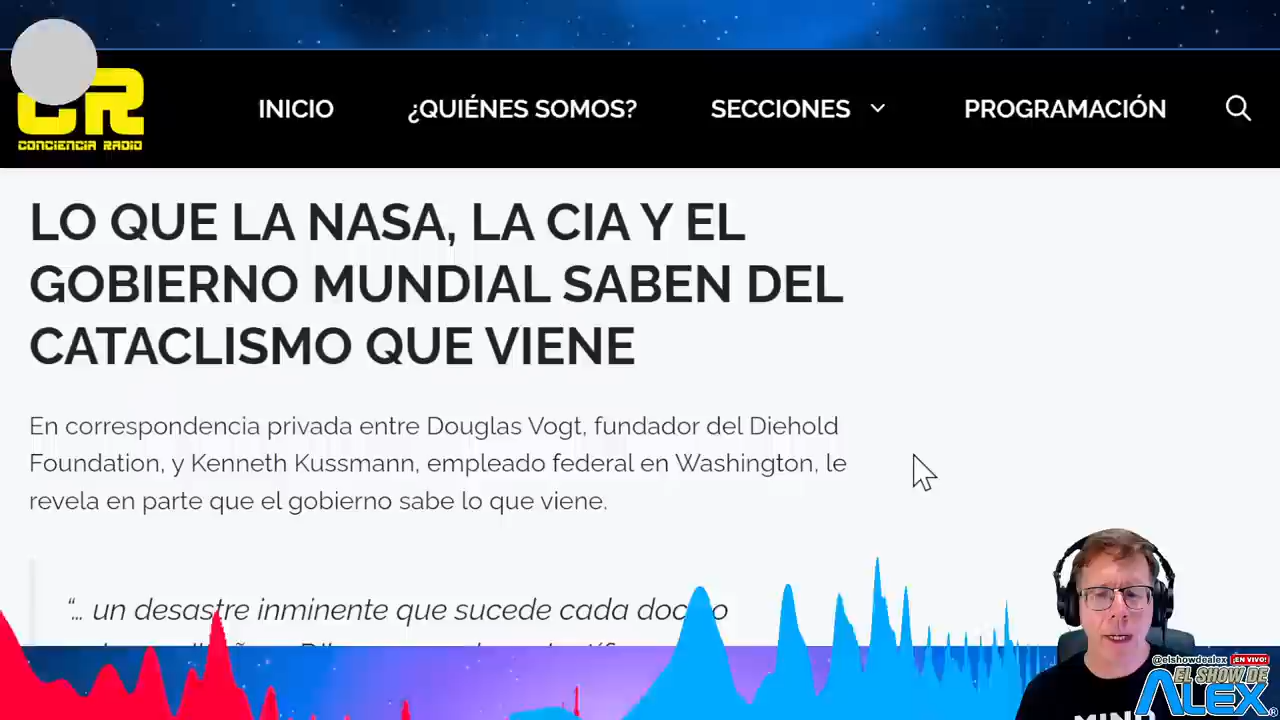 CR
CONCIENCIA RADIO
INICIO
¿QUIÉNES SOMOS?
SECCIONES
PROGRAMACIÓN
LO QUE LA NASA, LA CIA Y EL
GOBIERNO MUNDIAL SABEN DEL
CATACLISMO QUE VIENE
En correspondencia privada entre Douglas Vogt, fundador del Diehold
Foundation, y Kenneth Kussmann, empleado federal en Washington, le
revela en parte que el gobierno sabe lo que viene.
“… un desastre inminente que sucede cada doc
@elshowdealex ¡EN VIVO!
EL SHOW DE
ALEX
MIND